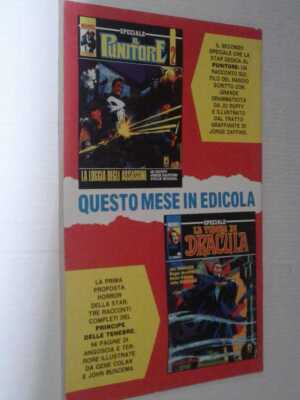 SPECIALE
IL
PUNITORE
2
LA LOGGIA DEGLI ASSASSINI
IL SECONDO
SPECIALE CHE LA
STAR DEDICA AL
PUNITORE: UN
RACCONTO SUL
FILO DEL RASOIO
SCRITTO CON
GRANDE
DRAMMATICITÀ
DA JO DUFFY
E ILLUSTRATO
DAL TRATTO
GRAFFIANTE DI
JORGE ZAFFINO.
QUESTO MESE IN EDICOLA
SPECIALE
LA TOMBA DI
DRACULA
LA PRIMA
PROPOSTA
HORROR
DELLA STAR:
TRE RACCONTI
COMPLETI DEL
PRINCIPE
DELLE TENEBRE,
PAGINE DI
ANGOSCIA E TER-
RORE ILLUSTRATE
DA GENE COLAN
E JOHN BUSCEMA.